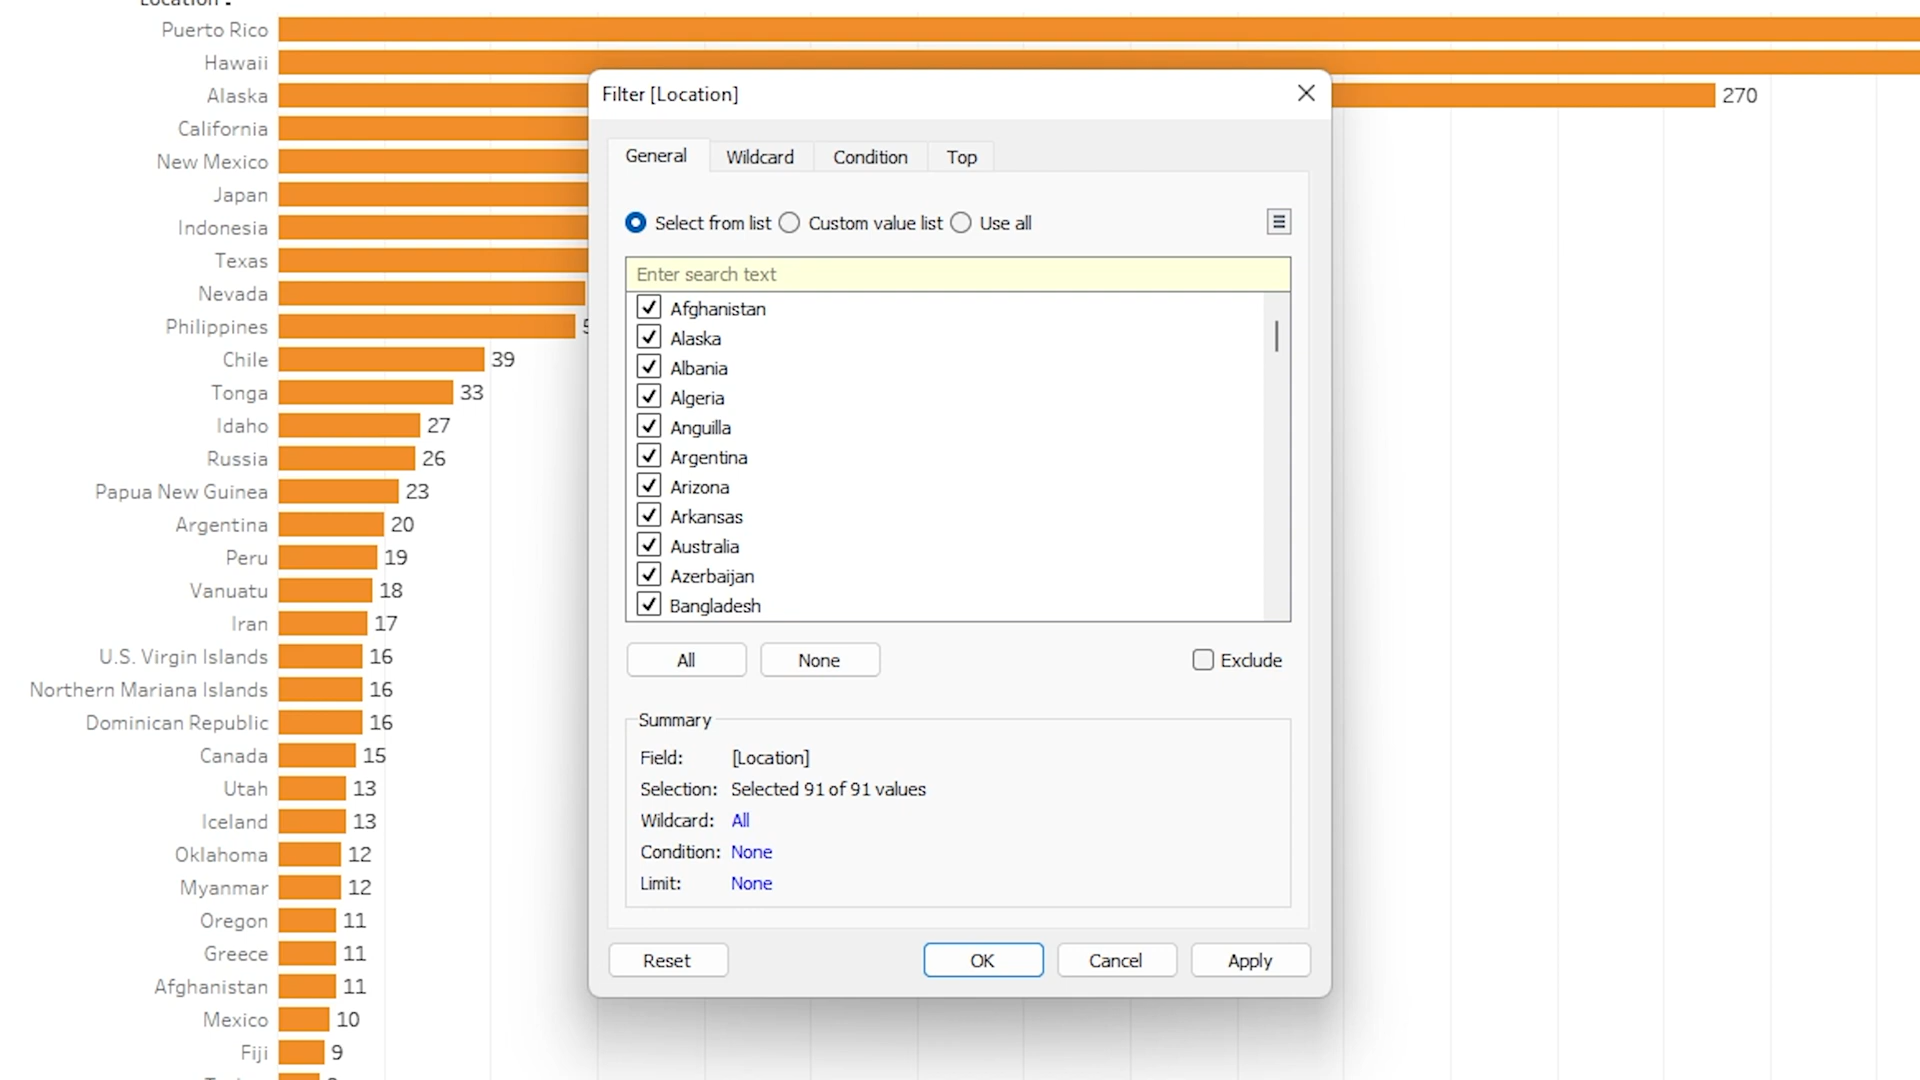 Location
Puerto Rico
Hawaii
Alaska 270
California
New Mexico
Japan
Indonesia
Texas
Nevada
Philippines
Chile 39
Tonga 33
Idaho 27
Russia 26
Papua New Guinea 23
Argentina 20
Peru 19
Vanuatu 18
Iran 17
U.S. Virgin Islands 16
Northern Mariana Islands 16
Dominican Republic 16
Canada 15
Utah 13
Iceland 13
Oklahoma 12
Myanmar 12
Oregon 11
Greece 11
Afghanistan 11
Mexico 10
Fiji 9
Filter [Location]
General Wildcard Condition Top
Select from list Custom value list Use all
Enter search text
Afghanistan
Alaska
Albania
Algeria
Anguilla
Argentina
Arizona
Arkansas
Australia
Azerbaijan
Bangladesh
All None Exclude
Summary
Field: [Location]
Selection: Selected 91 of 91 values
Wildcard: All
Condition: None
Limit: None
Reset OK Cancel Apply